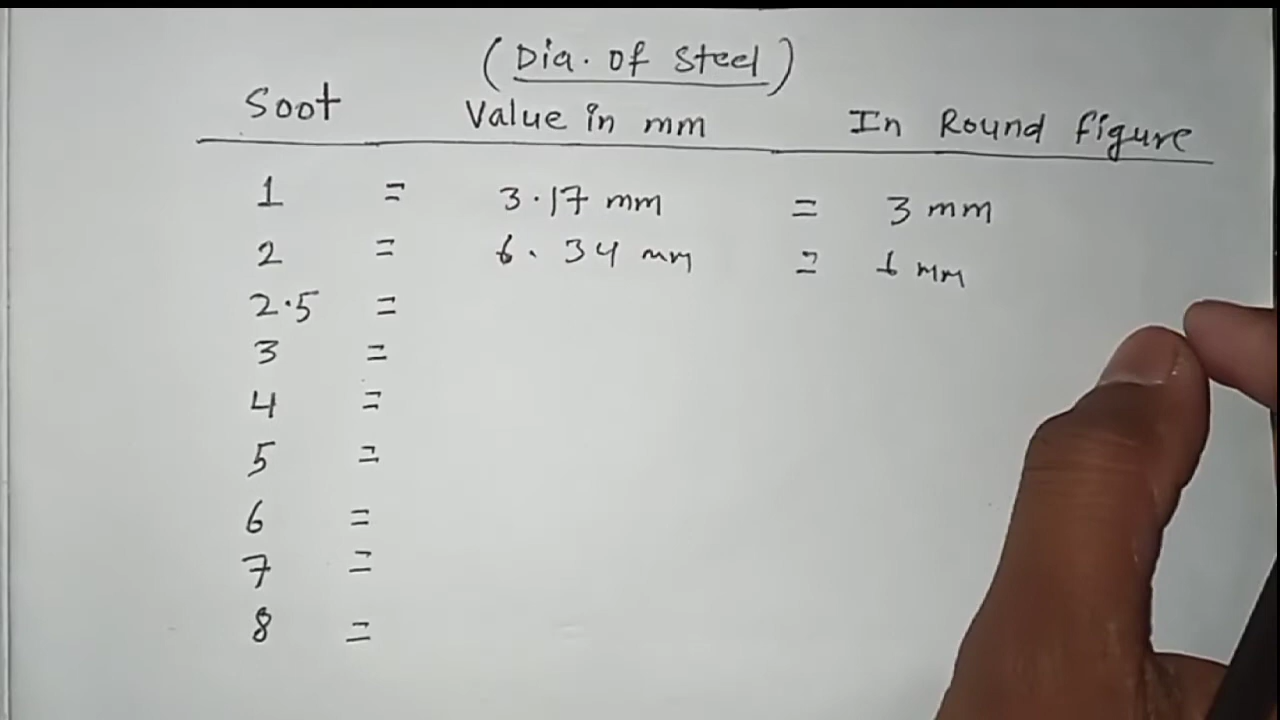 (Dia. of Steel)
Soot Value in mm In Round figure
1 = 3.17 mm = 3 mm
2 = 6.34 mm = 6 mm
2.5 =
3 =
4 =
5 =
6 =
7 =
8 =